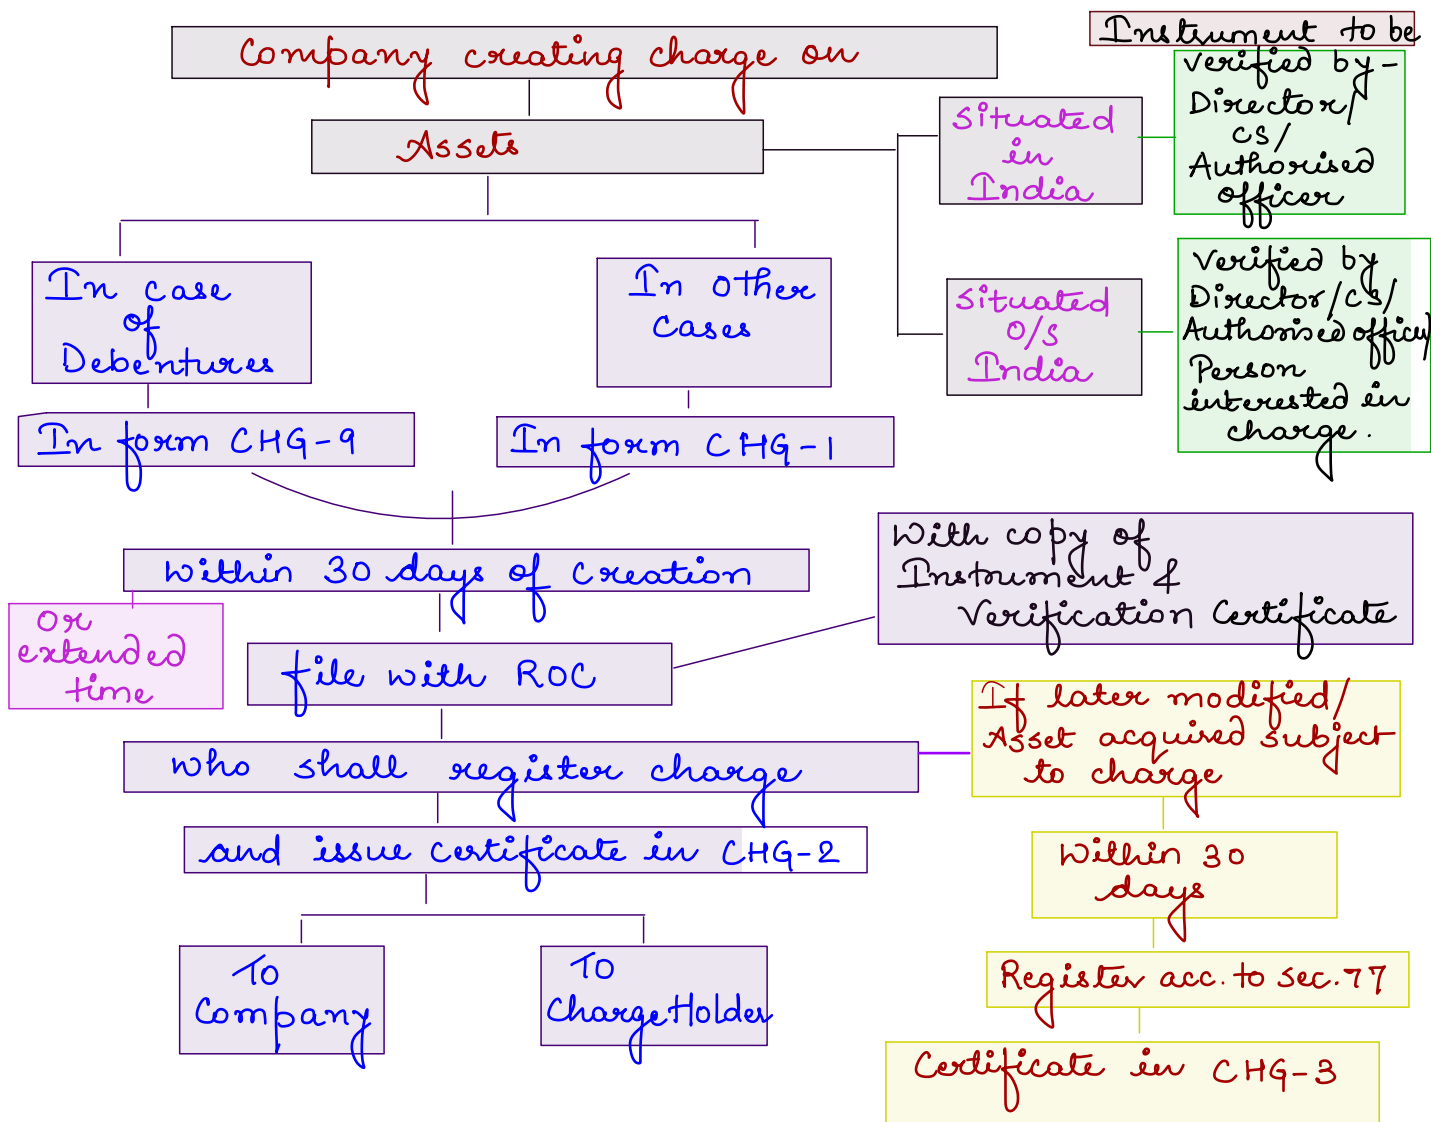 Company creating charge on
Assets
Instrument to be
verified by -
Director/
CS/
Authorised
officer
Situated
in
India
Verified by
Director/CS/
Authorised officer/
Person
interested in
charge.
Situated
O/S
India
In case
of
Debentures
In other
cases
In form CHG-9
In form CHG-1
within 30 days of creation
or
extended
time
file with ROC
With copy of
Instrument &
Verification Certificate
who shall register charge
If later modified/
Asset acquired subject
to charge
and issue certificate in CHG-2
Within 30
days
To
Company
To
ChargeHolder
Register acc. to sec. 77
Certificate in CHG-3